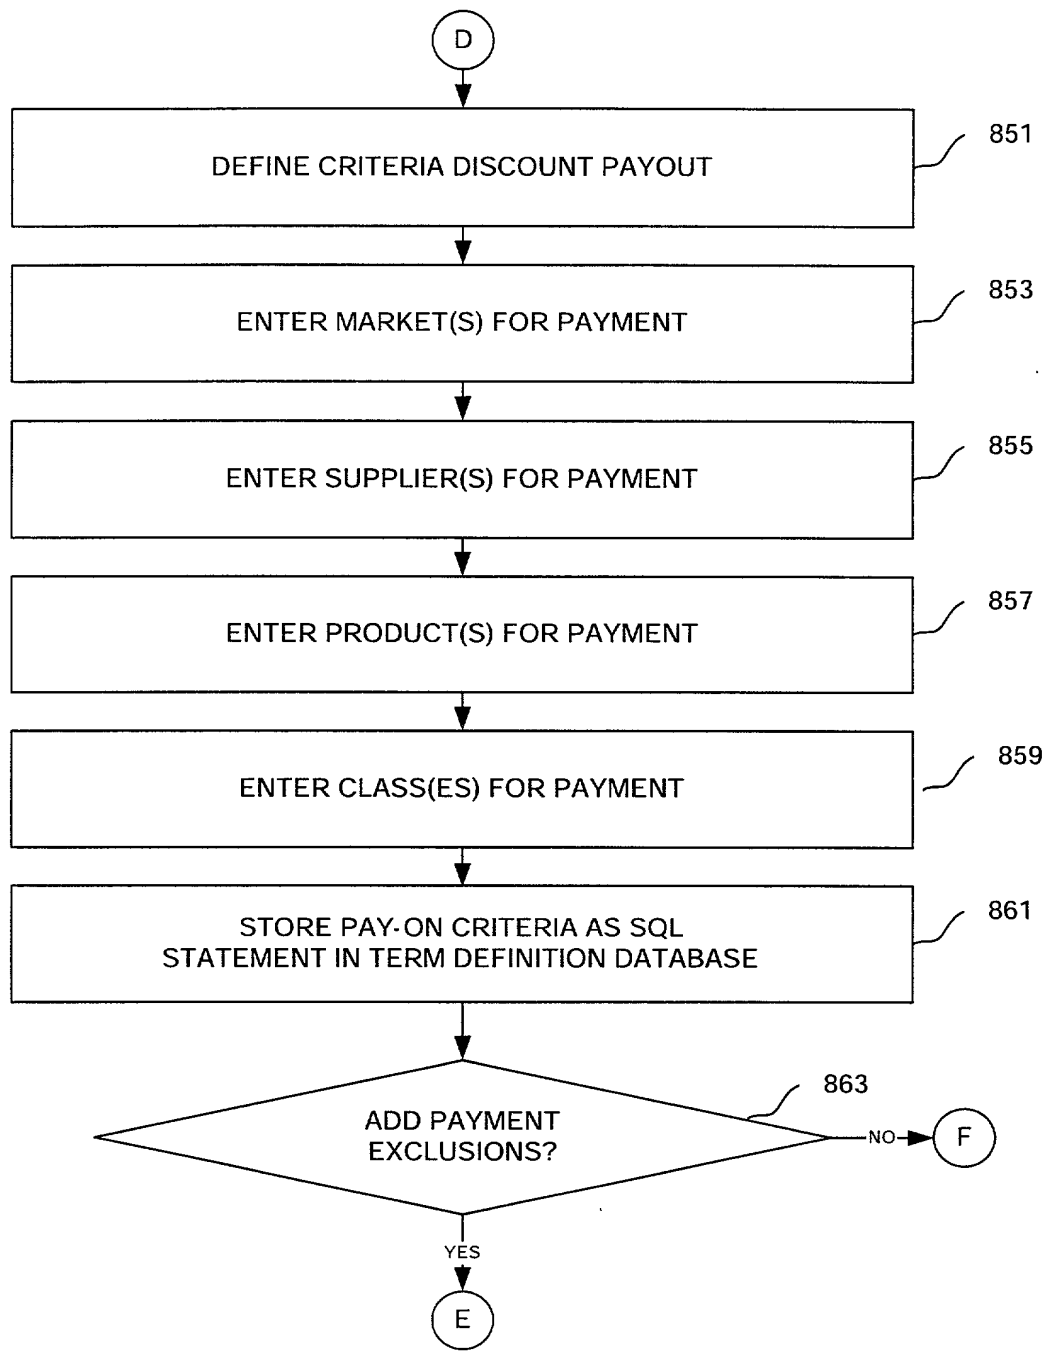 D
851
DEFINE CRITERIA DISCOUNT PAYOUT
853
ENTER MARKET(S) FOR PAYMENT
855
ENTER SUPPLIER(S) FOR PAYMENT
857
ENTER PRODUCT(S) FOR PAYMENT
859
ENTER CLASS(ES) FOR PAYMENT
861
STORE PAY-ON CRITERIA AS SQL
STATEMENT IN TERM DEFINITION DATABASE
863
ADD PAYMENT
EXCLUSIONS?
NO
F
YES
E